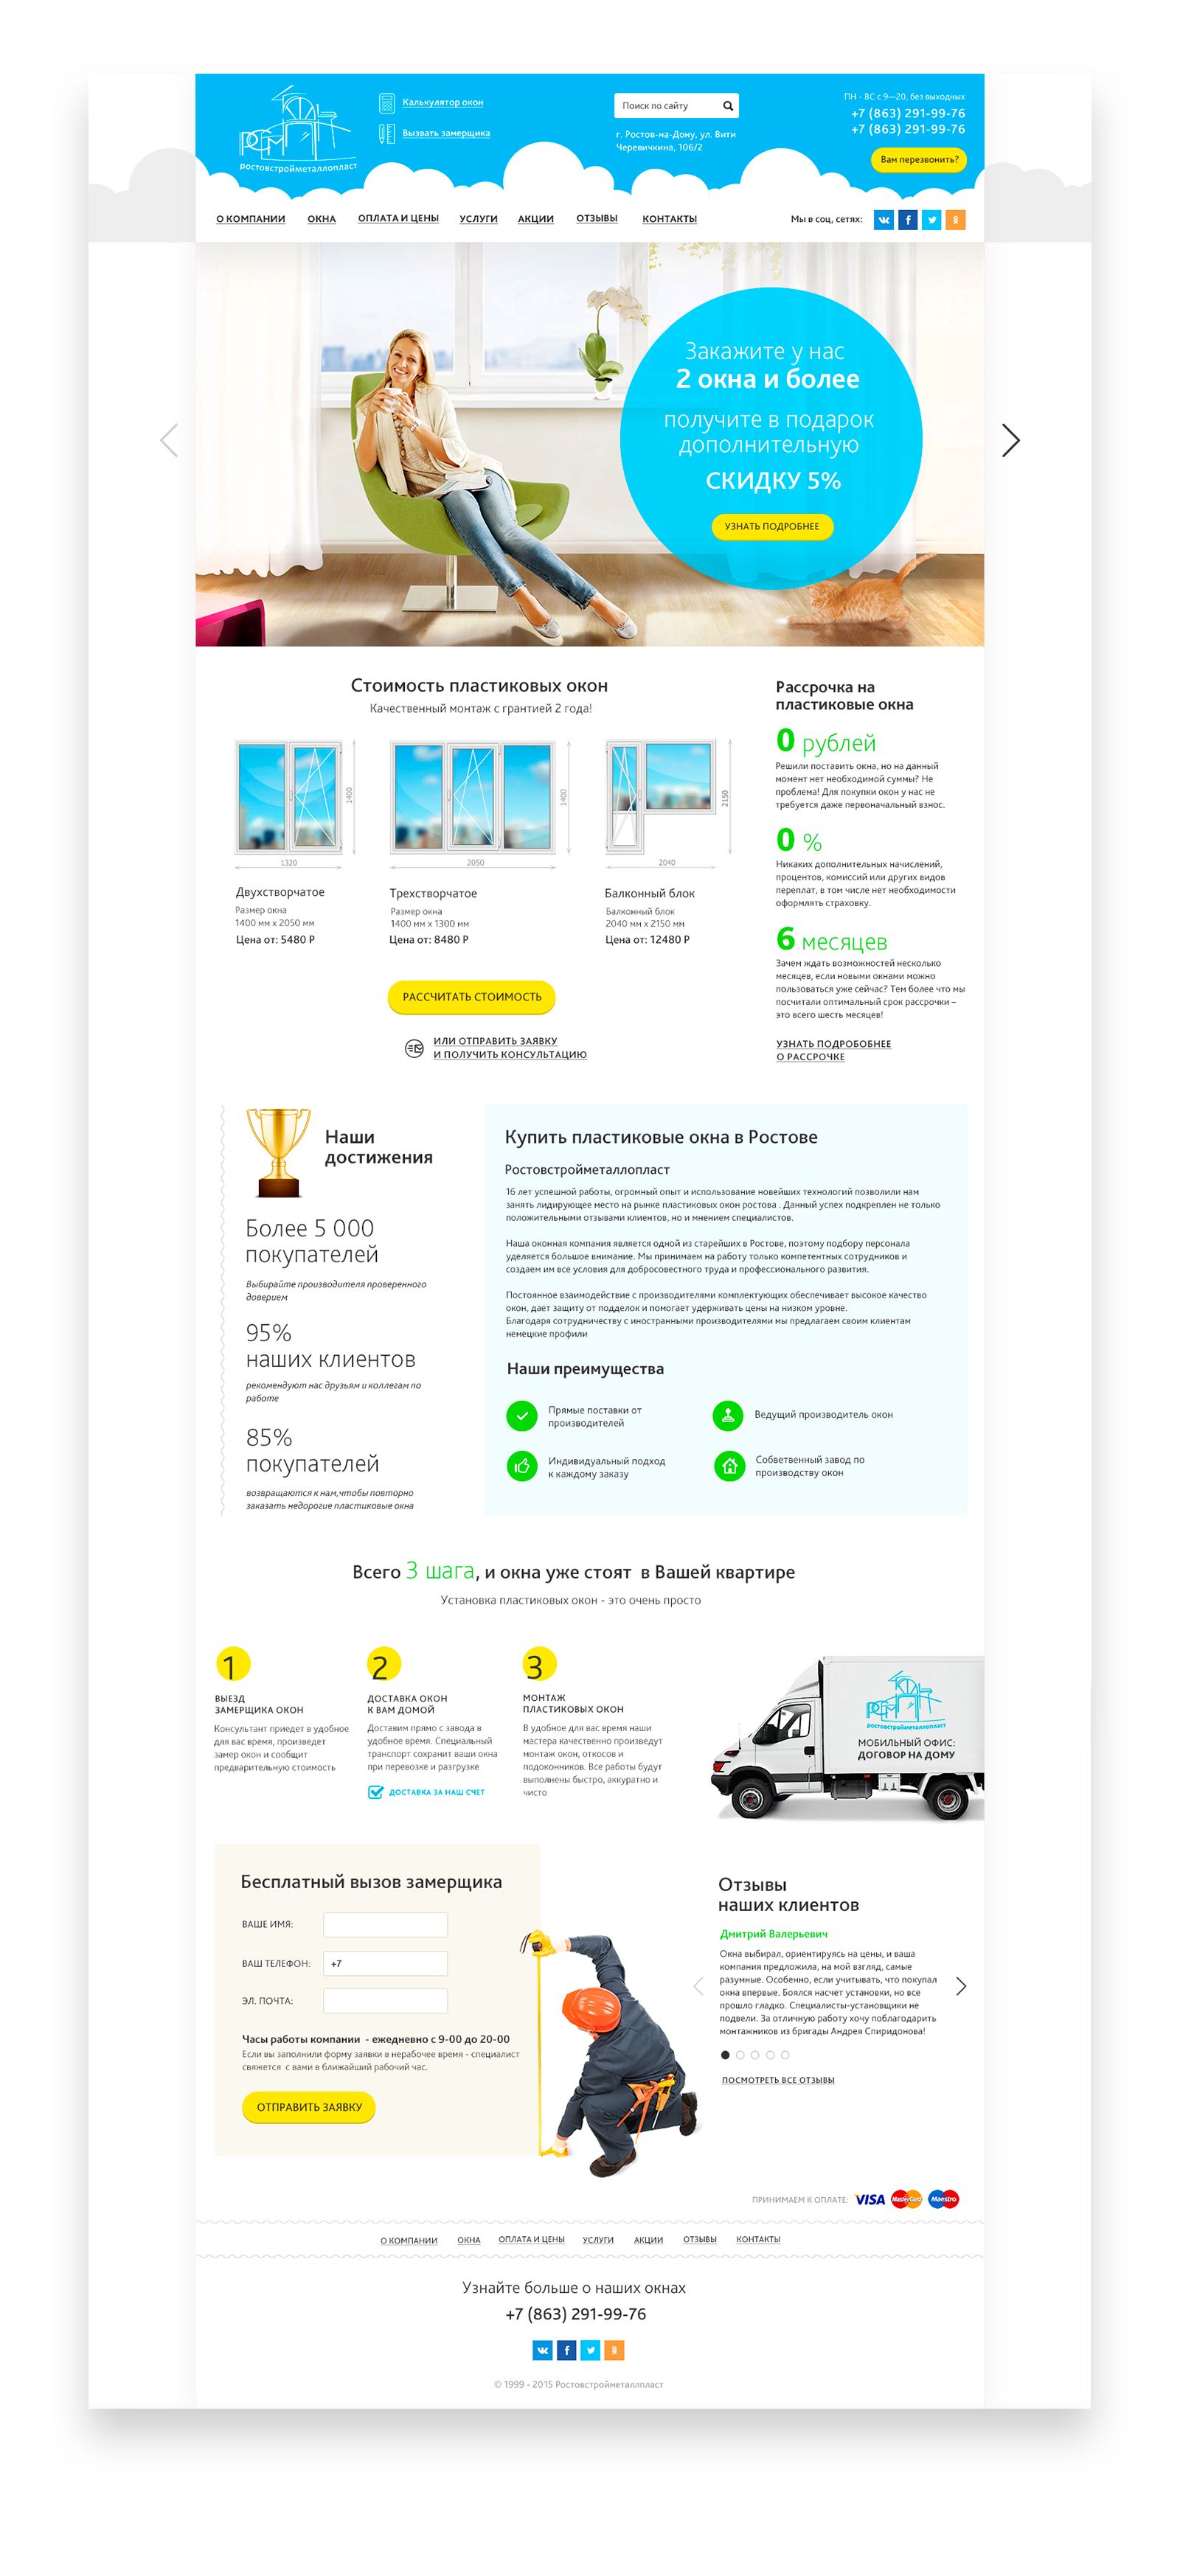 ростовстройметаллопласт
Калькулятор окон
Вызвать замерщика
Поиск по сайту
г. Ростов-на-Дону, ул. Вити
Черевичкина, 106/2
ПН - ВС с 9—20, без выходных
+7 (863) 291-99-76
+7 (863) 291-99-76
Вам перезвонить?
О КОМПАНИИ ОКНА ОПЛАТА И ЦЕНЫ УСЛУГИ АКЦИИ ОТЗЫВЫ КОНТАКТЫ
Мы в соц, сетях:
Закажите у нас
2 окна и более
получите в подарок
дополнительную
СКИДКУ 5%
УЗНАТЬ ПОДРОБНЕЕ
Стоимость пластиковых окон
Качественный монтаж с грантией 2 года!
1400
1320
1400
2050
2150
2040
Двухстворчатое
Размер окна
1400 мм х 2050 мм
Цена от: 5480 Р
Трехстворчатое
Размер окна
1400 мм х 1300 мм
Цена от: 8480 Р
Балконный блок
Балконный блок
2040 мм х 2150 мм
Цена от: 12480 Р
РАССЧИТАТЬ СТОИМОСТЬ
ИЛИ ОТПРАВИТЬ ЗАЯВКУ
И ПОЛУЧИТЬ КОНСУЛЬТАЦИЮ
Рассрочка на
пластиковые окна
0 рублей
Решили поставить окна, но на данный
момент нет необходимой суммы? Не
проблема! Для покупки окон у нас не
требуется даже первоначальный взнос.
0 %
Никаких дополнительных начислений,
процентов, комиссий или других видов
переплат, в том числе нет необходимости
оформлять страховку.
6 месяцев
Зачем ждать возможностей несколько
месяцев, если новыми окнами можно
пользоваться уже сейчас? Тем более что мы
посчитали оптимальный срок рассрочки –
это всего шесть месяцев!
УЗНАТЬ ПОДРОБОБНЕЕ
О РАССРОЧКЕ
Наши
достижения
Более 5 000
покупателей
Выбирайте производителя проверенного
доверием
95%
наших клиентов
рекомендуют нас друзьям и коллегам по
работе
85%
покупателей
возвращаются к нам,чтобы повторно
заказать недорогие пластиковые окна
Купить пластиковые окна в Ростове
Ростовстройметаллопласт
16 лет успешной работы, огромный опыт и использование новейших технологий позволили нам
занять лидирующее место на рынке пластиковых окон ростова . Данный успех подкреплен не только
положительными отзывами клиентов, но и мнением специалистов.
Наша оконная компания является одной из старейших в Ростове, поэтому подбору персонала
уделяется большое внимание. Мы принимаем на работу только компетентных сотрудников и
создаем им все условия для добросовестного труда и профессионального развития.
Постоянное взаимодействие с производителями комплектующих обеспечивает высокое качество
окон, дает защиту от подделок и помогает удерживать цены на низком уровне.
Благодаря сотрудничеству с иностранными производителями мы предлагаем своим клиентам
немецкие профили
Наши преимущества
Прямые поставки от
производителей
Ведущий производитель окон
Индивидуальный подход
к каждому заказу
Собветвенный завод по
производству окон
Всего 3 шага, и окна уже стоят в Вашей квартире
Установка пластиковых окон - это очень просто
1
ВЫЕЗД
ЗАМЕРЩИКА ОКОН
Консультант приедет в удобное
для вас время, произведет
замер окон и сообщит
предварительную стоимость
2
ДОСТАВКА ОКОН
К ВАМ ДОМОЙ
Доставим прямо с завода в
удобное время. Специальный
транспорт сохранит ваши окна
при перевозке и разгрузке
ДОСТАВКА ЗА НАШ СЧЕТ
3
МОНТАЖ
ПЛАСТИКОВЫХ ОКОН
В удобное для вас время наши
мастера качественно произведут
монтаж окон, откосов и
подоконников. Все работы будут
выполнены быстро, аккуратно и
чисто
ростовстройметаллопласт
МОБИЛЬНЫЙ ОФИС:
ДОГОВОР НА ДОМУ
Бесплатный вызов замерщика
ВАШЕ ИМЯ:
ВАШ ТЕЛЕФОН: +7
ЭЛ. ПОЧТА:
Часы работы компании - ежедневно с 9-00 до 20-00
Если вы заполнили форму заявки в нерабочее время - специалист
свяжется с вами в ближайший рабочий час.
ОТПРАВИТЬ ЗАЯВКУ
Отзывы
наших клиентов
Дмитрий Валерьевич
Окна выбирал, ориентируясь на цены, и ваша
компания предложила, на мой взгляд, самые
разумные. Особенно, если учитывать, что покупал
окна впервые. Боялся насчет установки, но все
прошло гладко. Специалисты-установщики не
подвели. За отличную работу хочу поблагодарить
монтажников из бригады Андрея Спиридонова!
ПОСМОТРЕТЬ ВСЕ ОТЗЫВЫ
ПРИНИМАЕМ К ОПЛАТЕ: VISA MasterCard Maestro
О КОМПАНИИ ОКНА ОПЛАТА И ЦЕНЫ УСЛУГИ АКЦИИ ОТЗЫВЫ КОНТАКТЫ
Узнайте больше о наших окнах
+7 (863) 291-99-76
© 1999 - 2015 Ростовстройметаллпласт